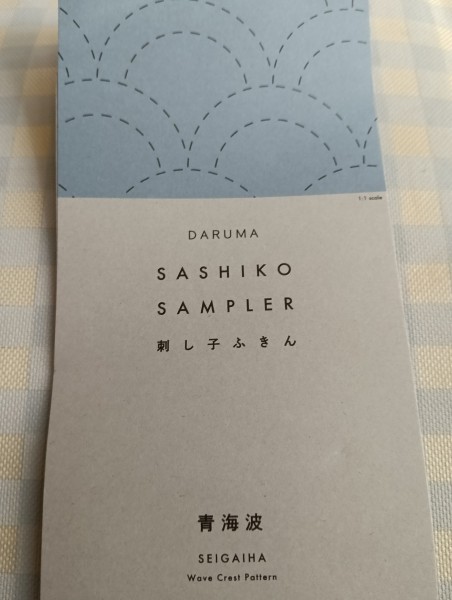 1:1 scale
DARUMA
SASHIKO
SAMPLER
刺し子ふきん
青海波
SEIGAIHA
Wave Crest Pattern